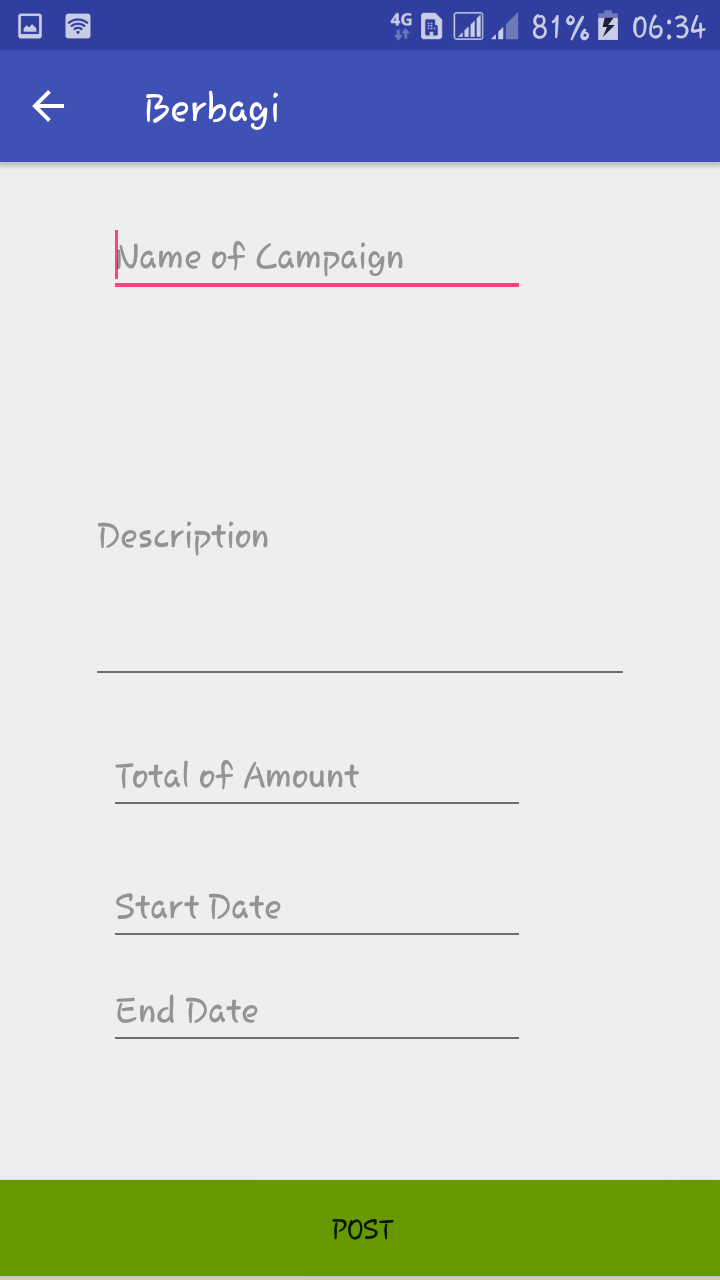 4G 81% 06:34
Berbagi
Name of Campaign
Description
Total of Amount
Start Date
End Date
POST